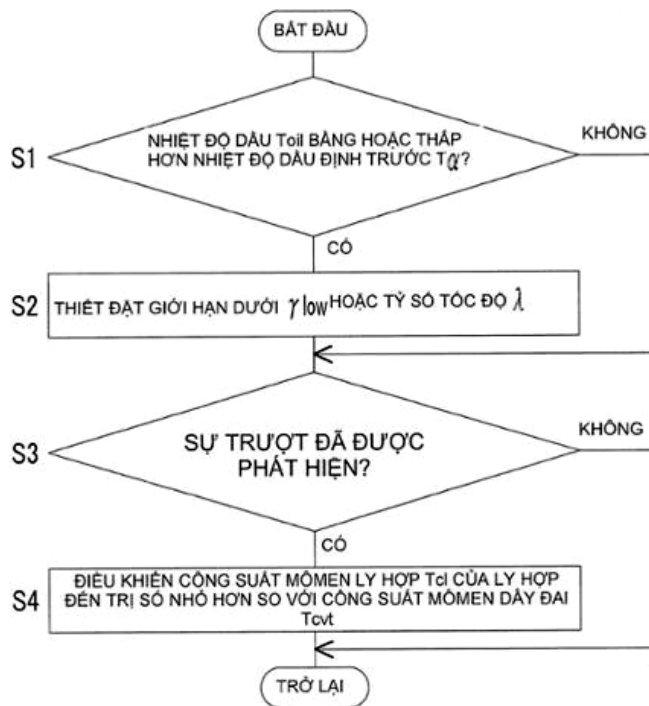 BẮT ĐẦU
S1
NHIỆT ĐỘ DẦU Toil BẰNG HOẶC THẤP
HƠN NHIỆT ĐỘ DẦU ĐỊNH TRƯỚC Tα?
KHÔNG
CÓ
S2
THIẾT ĐẶT GIỚI HẠN DƯỚI γ low HOẶC TỶ SỐ TỐC ĐỘ λ
S3
SỰ TRƯỢT ĐÃ ĐƯỢC
PHÁT HIỆN?
KHÔNG
CÓ
S4
ĐIỀU KHIỂN CÔNG SUẤT MÔMEN LY HỢP Tcl CỦA LY HỢP
ĐẾN TRỊ SỐ NHỎ HƠN SO VỚI CÔNG SUẤT MÔMEN DÂY ĐAI
Tcvt
TRỞ LẠI